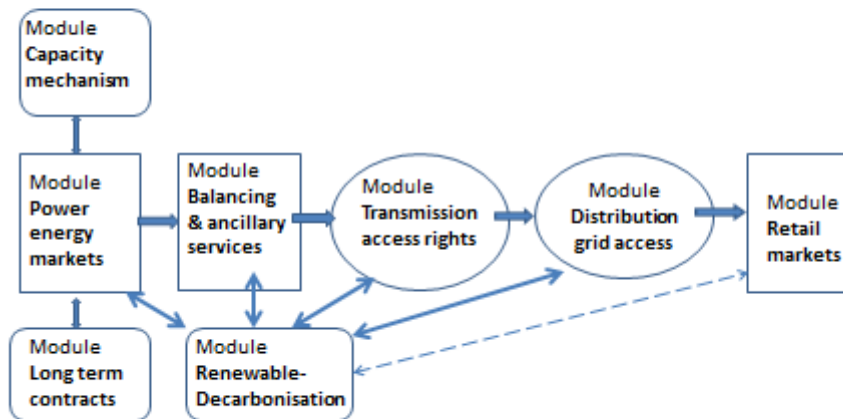 Module
Capacity
mechanism
Module
Power
energy
markets
Module
Balancing
& ancillary
services
Module
Transmission
access rights
Module
Distribution
grid access
Module
Retail
markets
Module
Long term
contracts
Module
Renewable-
Decarbonisation